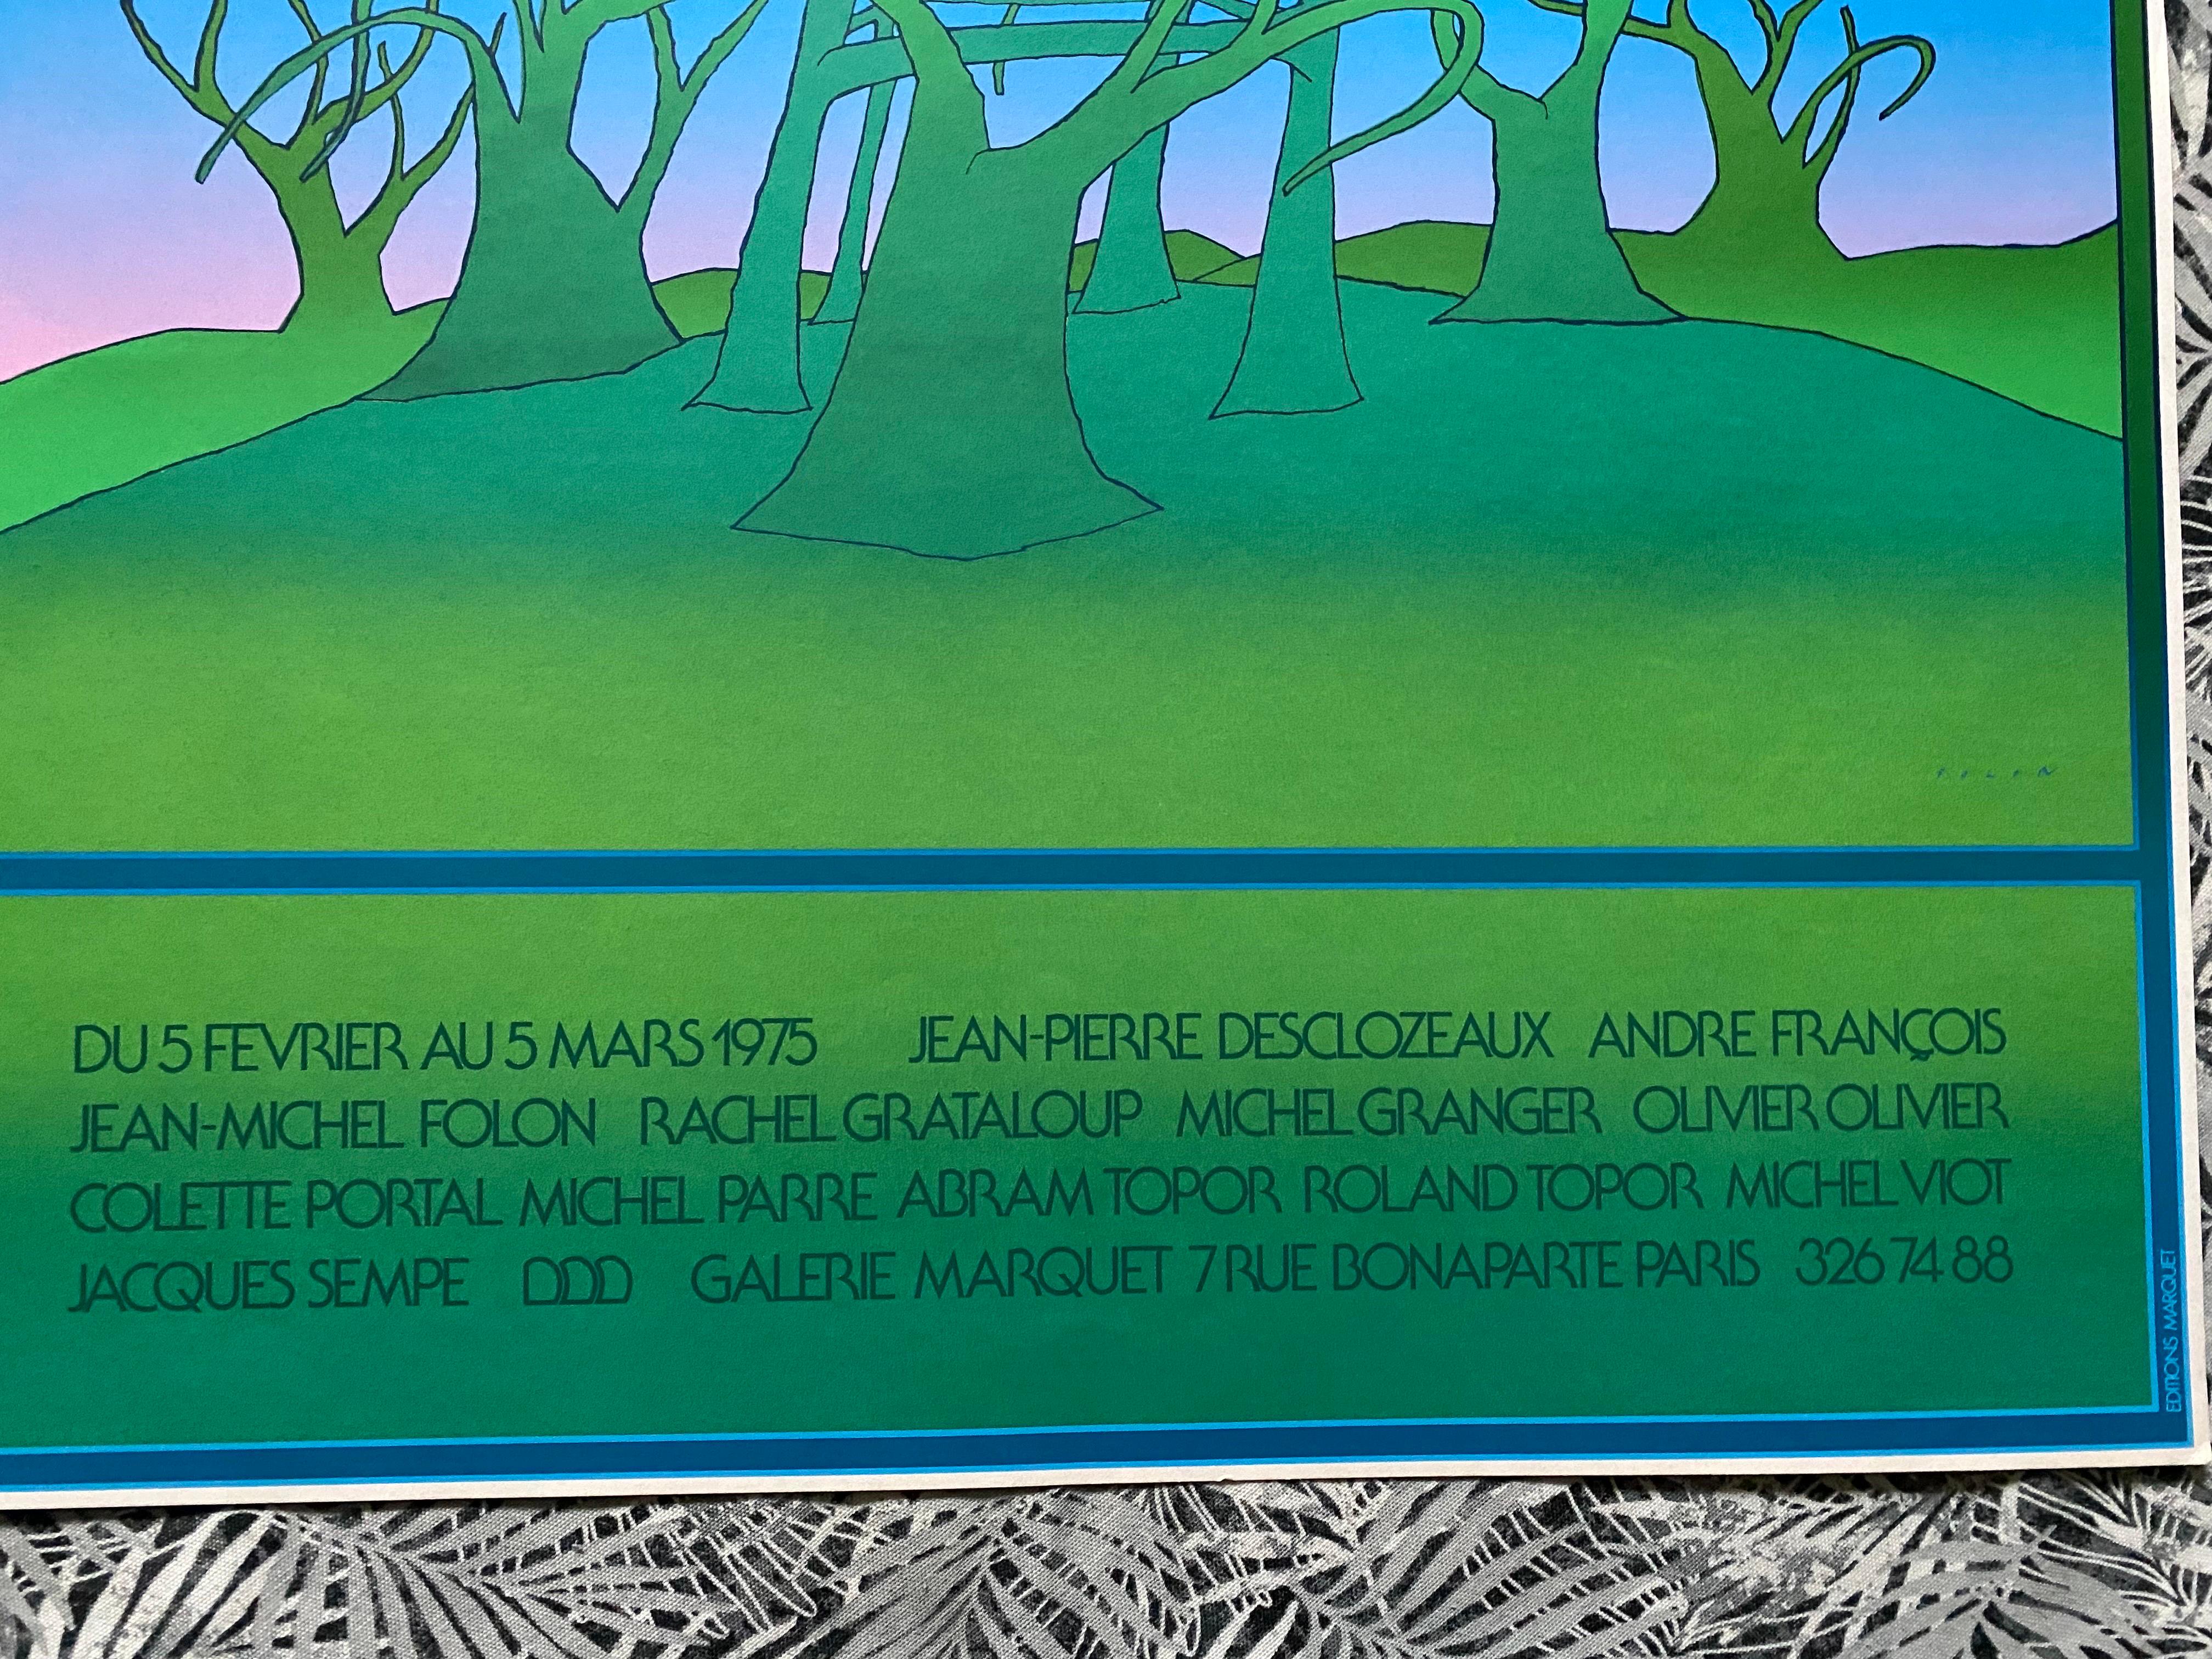 FOLON
DU 5 FEVRIER AU 5 MARS 1975 JEAN-PIERRE DESCLOZEAUX ANDRE FRANÇOIS
JEAN-MICHEL FOLON RACHEL GRATALOUP MICHEL GRANGER OLIVIER OLIVIER
COLETTE PORTAL MICHEL PARRE ABRAM TOPOR ROLAND TOPOR MICHEL VIOT
JACQUES SEMPE DDD GALERIE MARQUET 7 RUE BONAPARTE PARIS 326 74 88
EDITIONS MARQUET